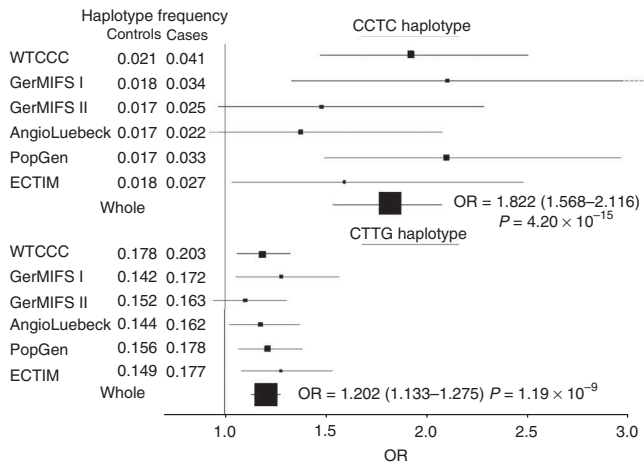 Haplotype frequency
Controls Cases
CCTC haplotype
WTCCC 0.021 0.041
GerMIFS I 0.018 0.034
GerMIFS II 0.017 0.025
AngioLuebeck 0.017 0.022
PopGen 0.017 0.033
ECTIM 0.018 0.027
Whole OR = 1.822 (1.568–2.116)
P = 4.20 × 10⁻¹⁵
CTTG haplotype
WTCCC 0.178 0.203
GerMIFS I 0.142 0.172
GerMIFS II 0.152 0.163
AngioLuebeck 0.144 0.162
PopGen 0.156 0.178
ECTIM 0.149 0.177
Whole OR = 1.202 (1.133–1.275) P = 1.19 × 10⁻⁹
1.0 1.5 2.0 2.5 3.0
OR